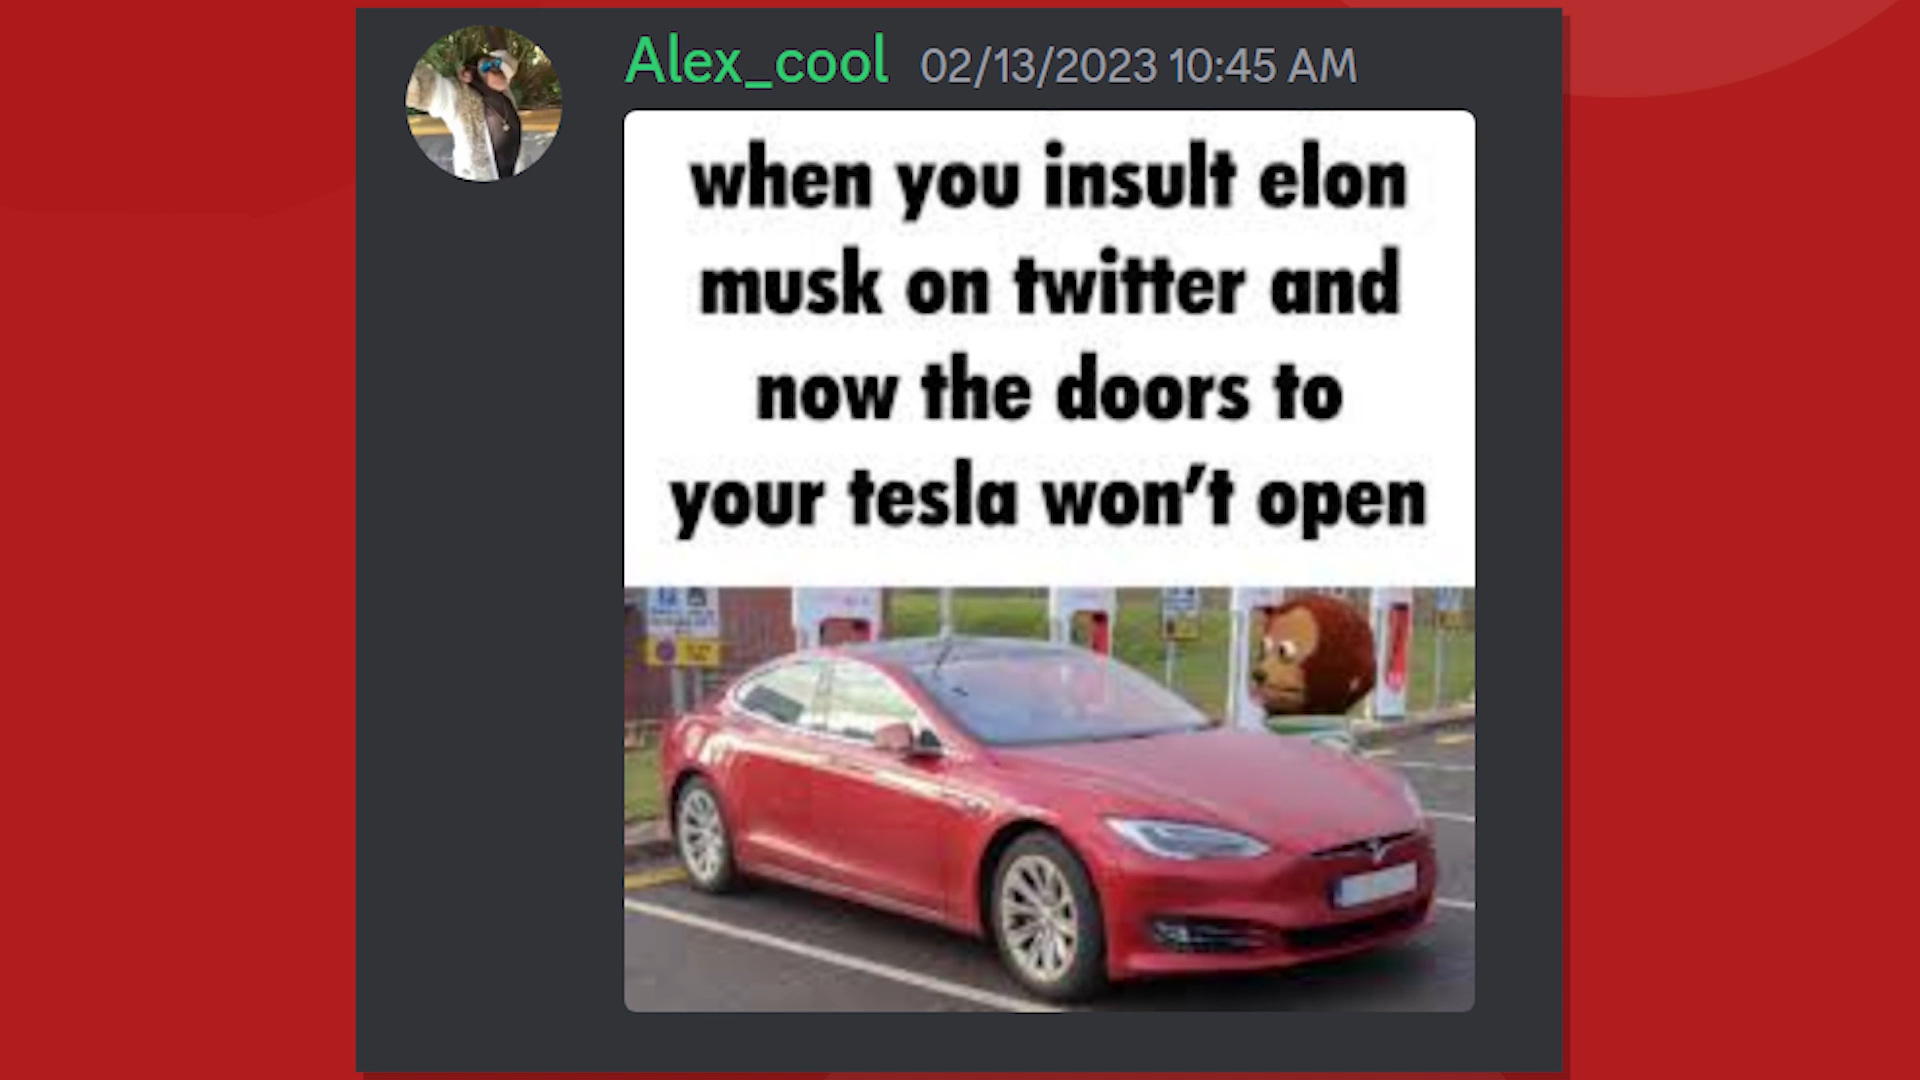 Alex_cool 02/13/2023 10:45 AM
when you insult elon
musk on twitter and
now the doors to
your tesla won't open